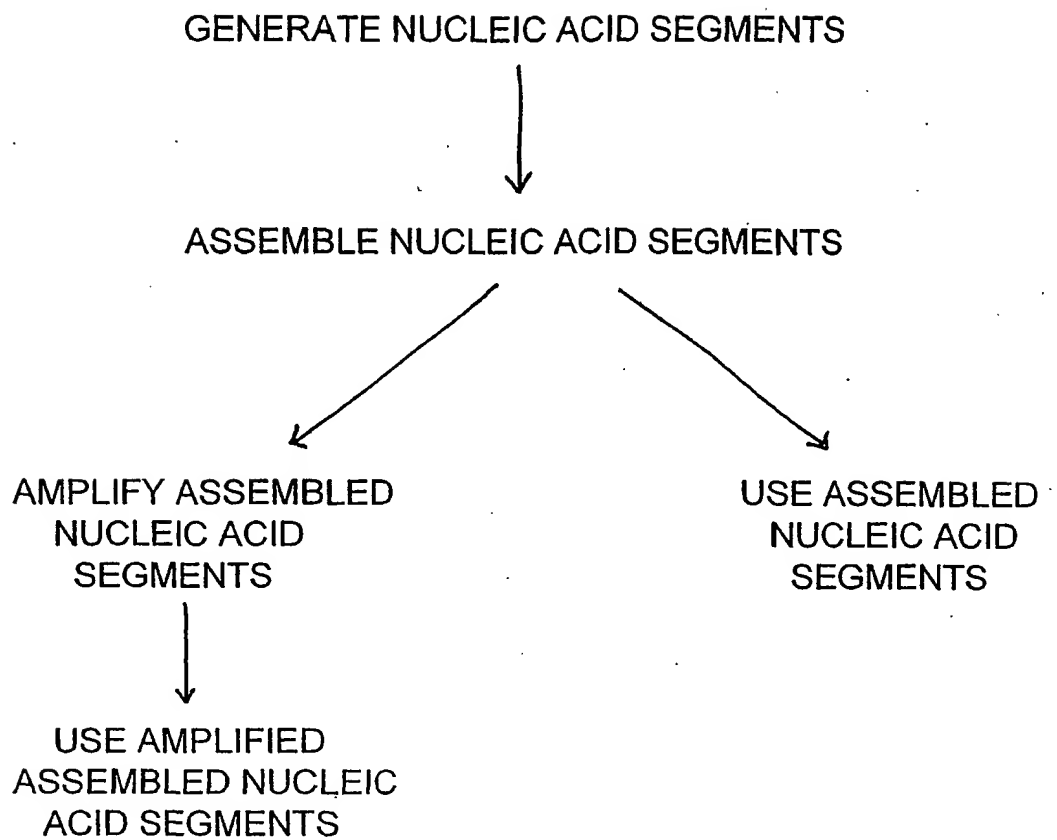 GENERATE NUCLEIC ACID SEGMENTS
ASSEMBLE NUCLEIC ACID SEGMENTS
AMPLIFY ASSEMBLED
NUCLEIC ACID
SEGMENTS
USE ASSEMBLED
NUCLEIC ACID
SEGMENTS
USE AMPLIFIED
ASSEMBLED NUCLEIC
ACID SEGMENTS